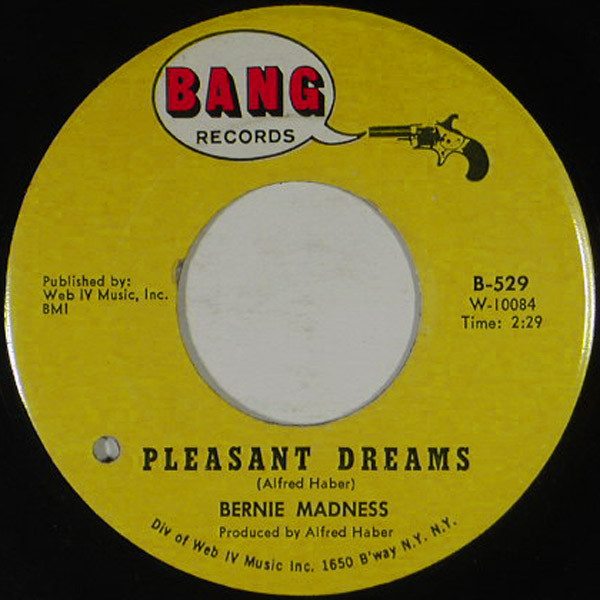 BANG
RECORDS
Published by:
Web IV Music, Inc.
BMI
B-529
W-10084
Time: 2:29
PLEASANT DREAMS
(Alfred Haber)
BERNIE MADNESS
Produced by Alfred Haber
Div of Web IV Music Inc. 1650 B'way N.Y. N.Y.